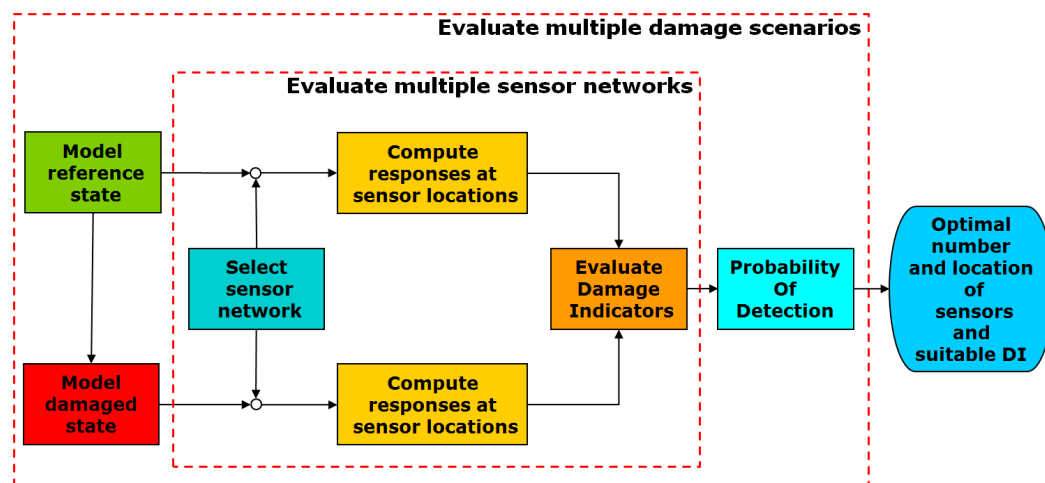 Evaluate multiple damage scenarios
Evaluate multiple sensor networks
Model
reference
state
Compute
responses at
sensor locations
Select
sensor
network
Evaluate
Damage
Indicators
Probability
Of
Detection
Optimal
number
and location
of
sensors
and
suitable DI
Model
damaged
state
Compute
responses at
sensor locations